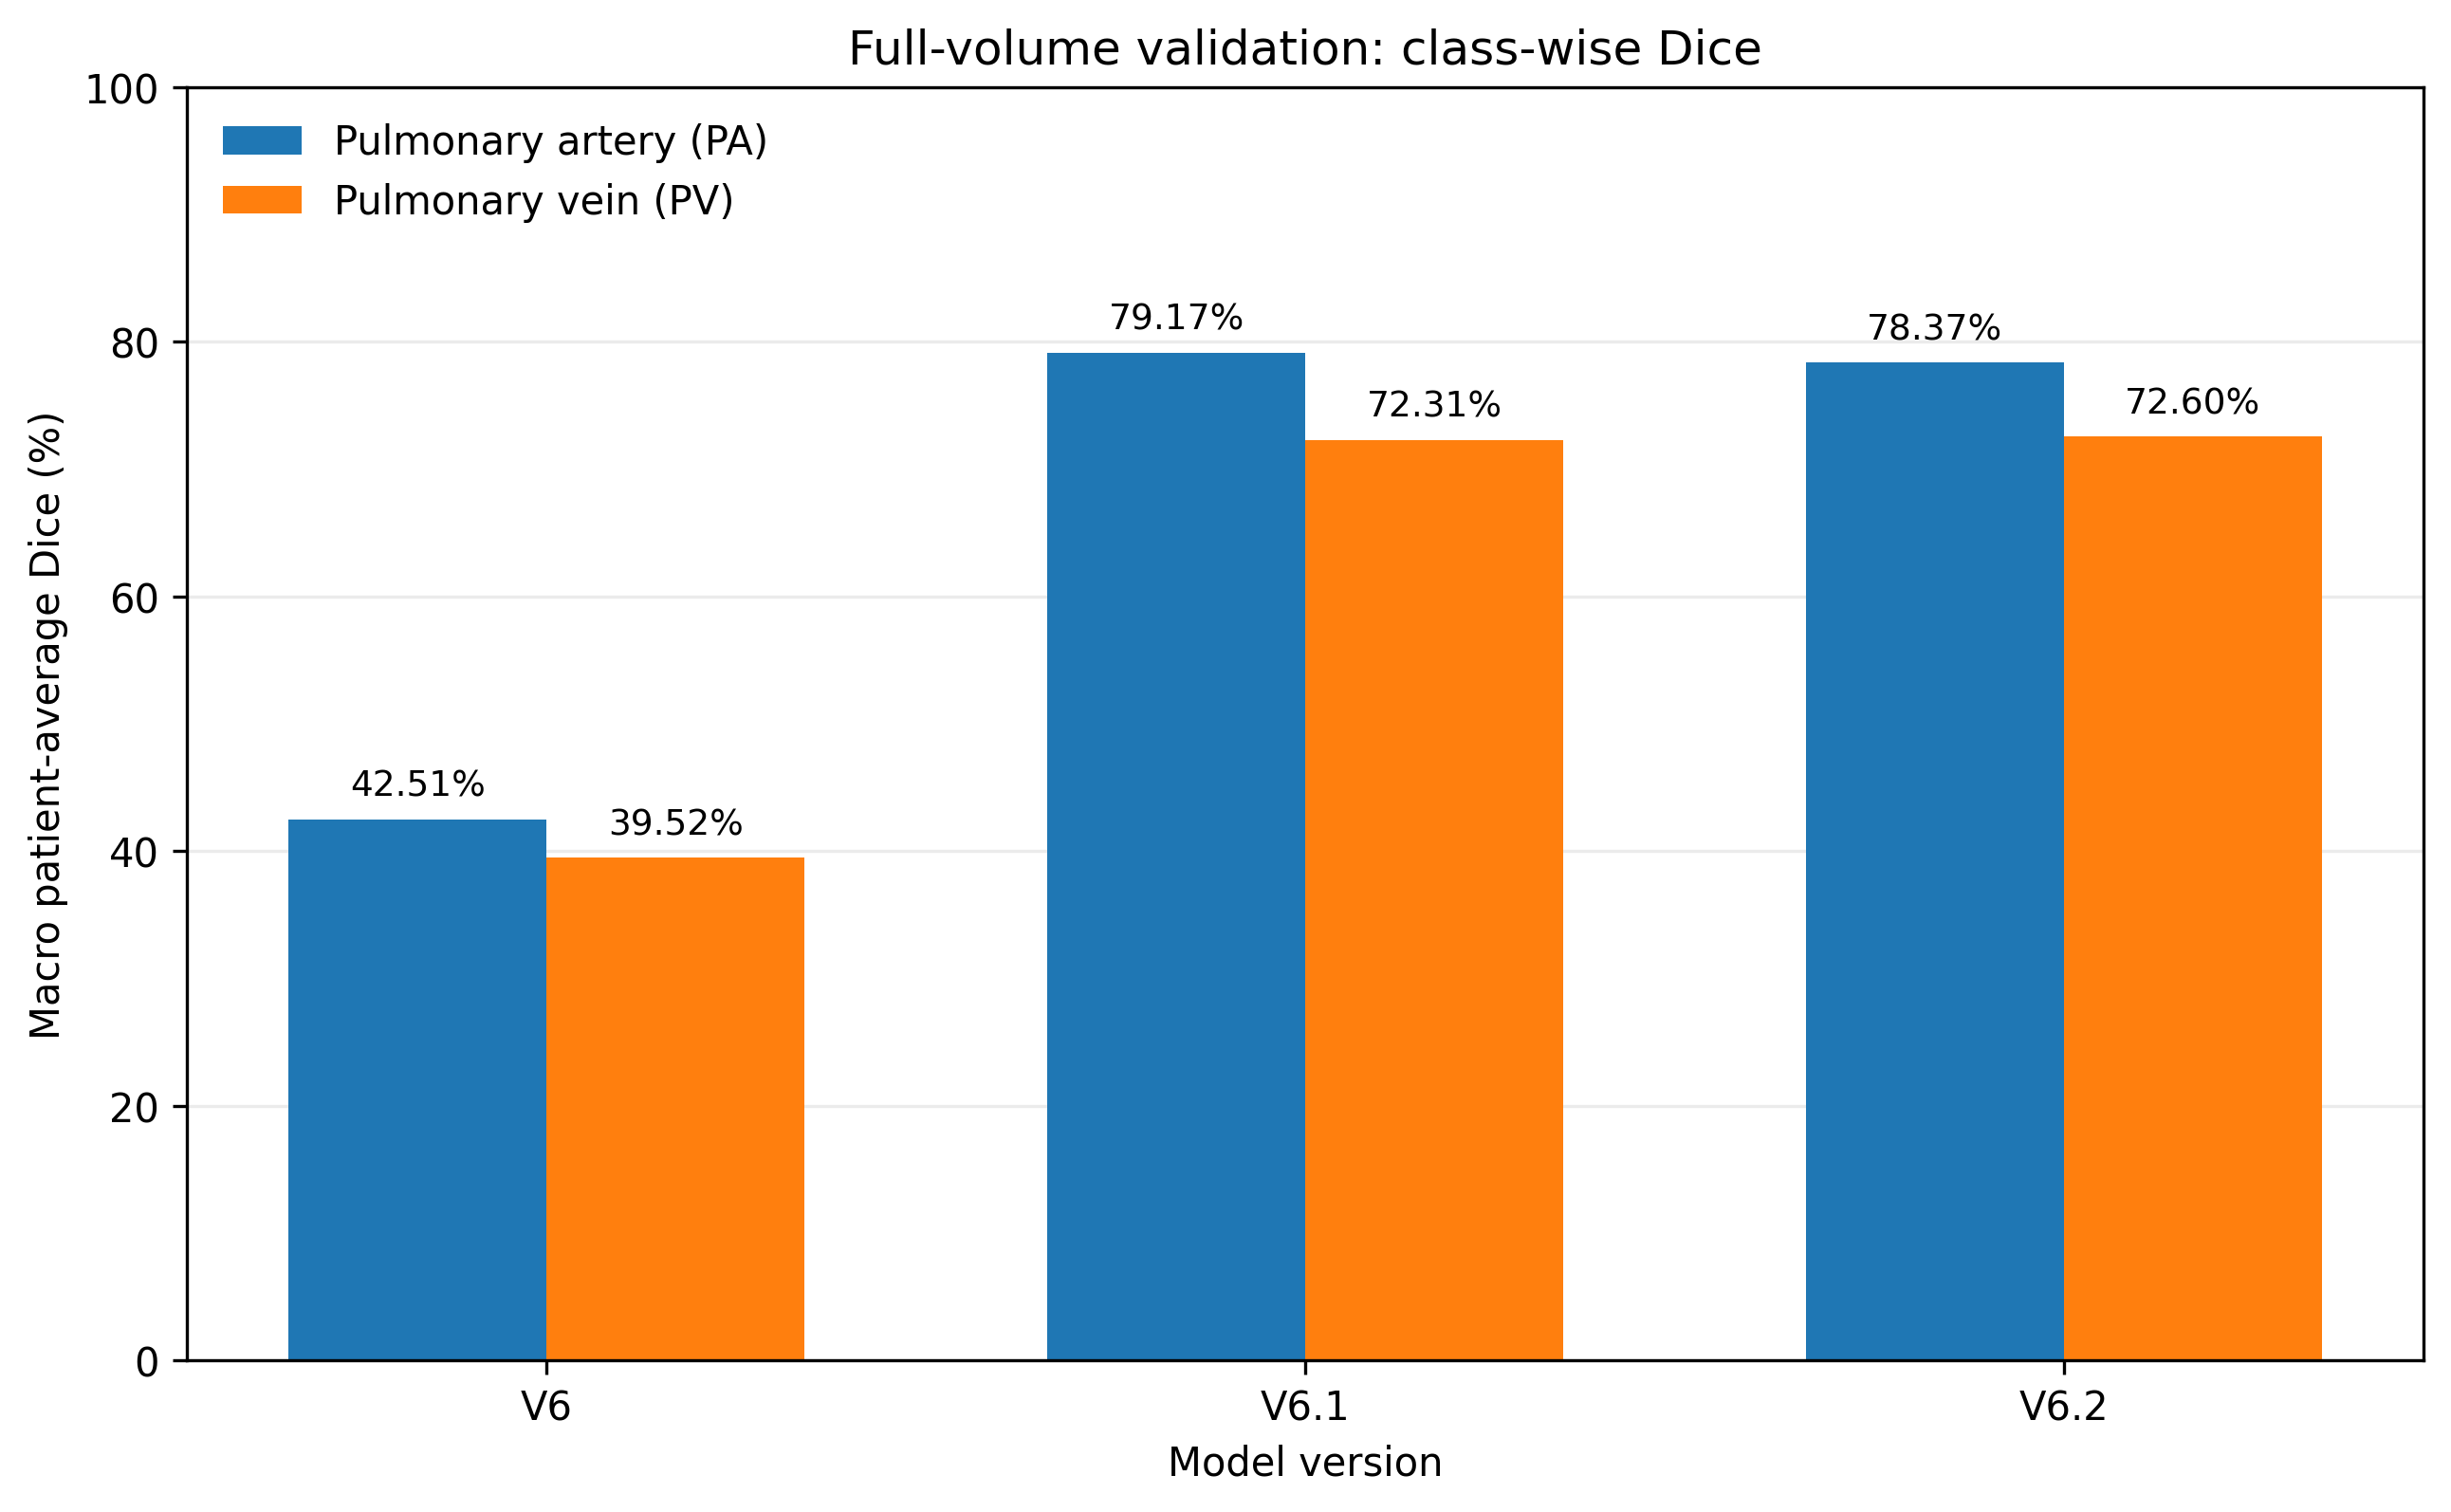 Full-volume validation: class-wise Dice
Macro patient-average Dice (%)
100
80
60
40
20
0
Pulmonary artery (PA)
Pulmonary vein (PV)
42.51%
39.52%
79.17%
72.31%
78.37%
72.60%
V6
V6.1
V6.2
Model version